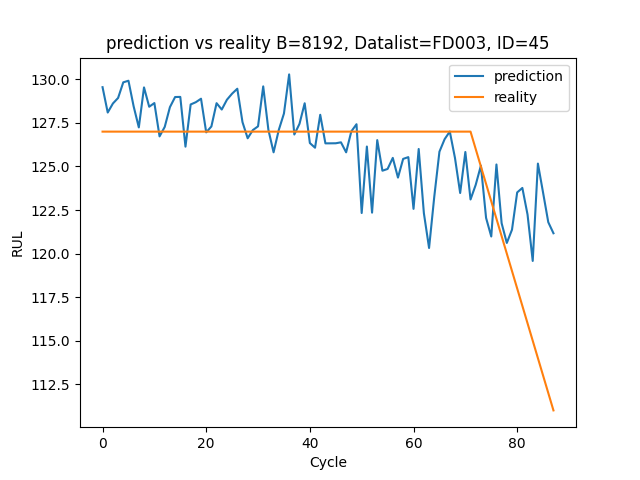 prediction vs reality B=8192, Datalist=FD003, ID=45
prediction
reality
130.0
127.5
125.0
122.5
120.0
117.5
115.0
112.5
RUL
0 20 40 60 80
Cycle